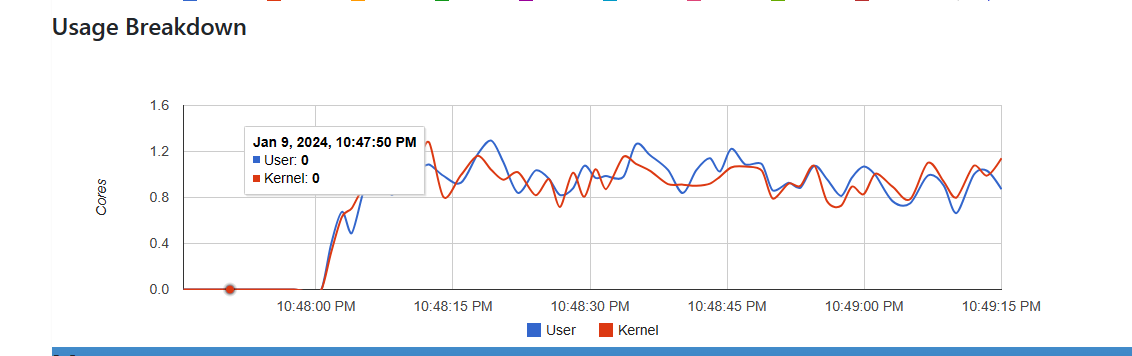 Usage Breakdown
1.6
1.2
0.8
0.4
0.0
Cores
Jan 9, 2024, 10:47:50 PM
User: 0
Kernel: 0
10:48:00 PM
10:48:15 PM
10:48:30 PM
10:48:45 PM
10:49:00 PM
10:49:15 PM
User
Kernel